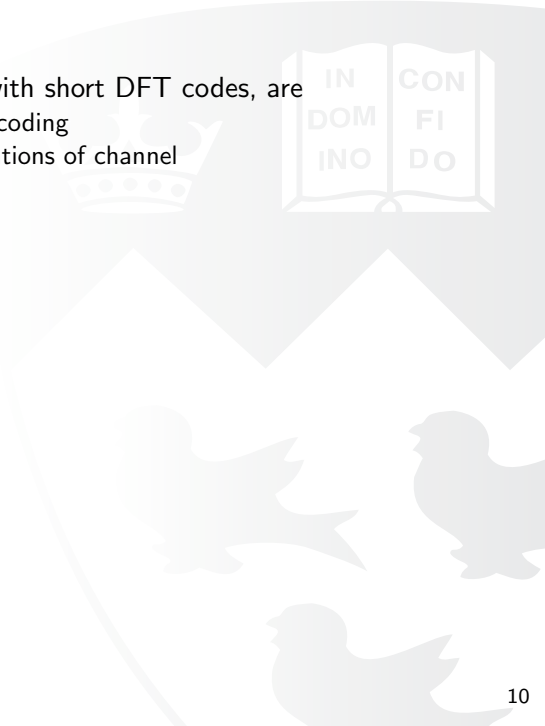 with short DFT codes, are
coding
tions of channel
IN
DOM
INO
CON
FI
DO
10